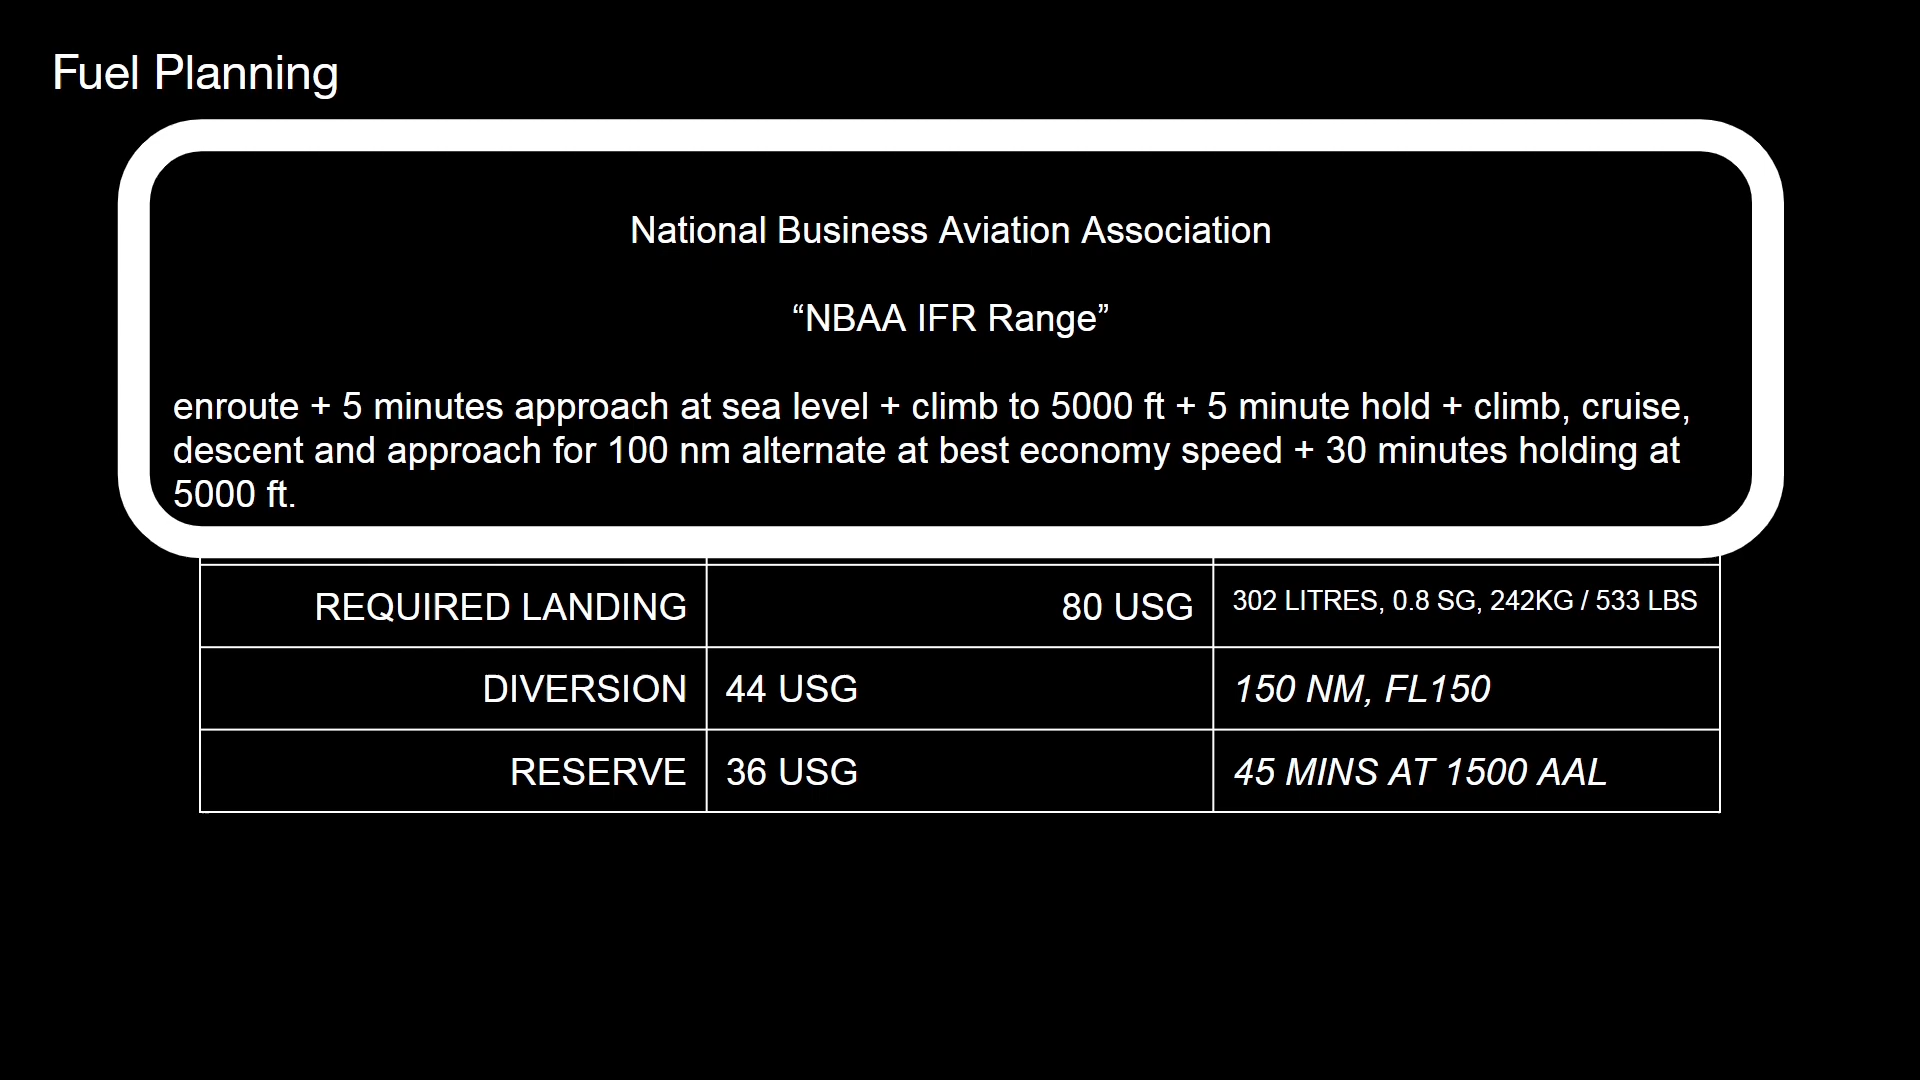 Fuel Planning
National Business Aviation Association
“NBAA IFR Range”
enroute + 5 minutes approach at sea level + climb to 5000 ft + 5 minute hold + climb, cruise,
descent and approach for 100 nm alternate at best economy speed + 30 minutes holding at
5000 ft.
REQUIRED LANDING 80 USG 302 LITRES, 0.8 SG, 242KG / 533 LBS
DIVERSION 44 USG 150 NM, FL150
RESERVE 36 USG 45 MINS AT 1500 AAL